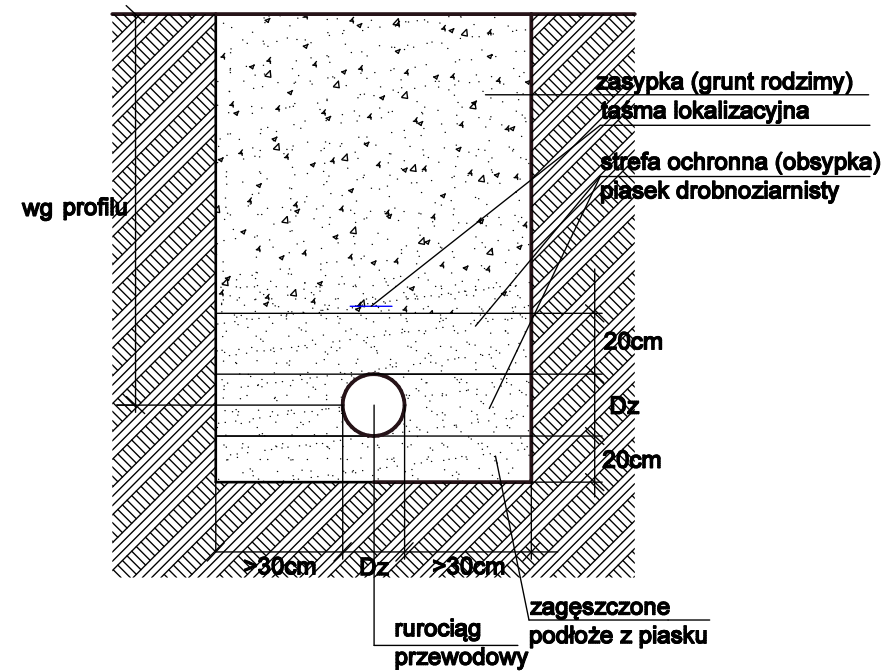 zasypka (grunt rodzimy)
taśma lokalizacyjna
strefa ochronna (obsypka)
piasek drobnoziarnisty
wg profilu
20cm
Dz
20cm
>30cm Dz >30cm
zagęszczone
podłoże z piasku
rurociąg
przewodowy